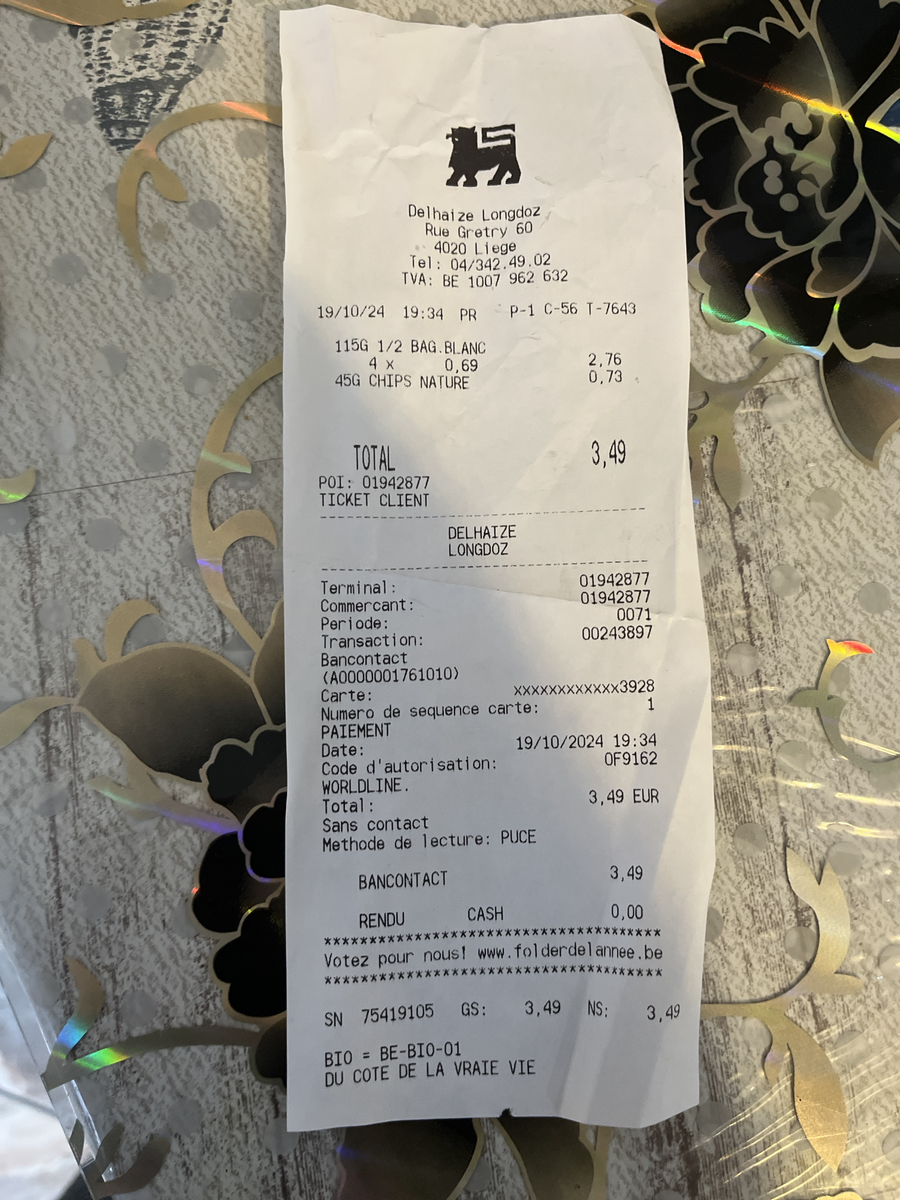 Delhaize Longdoz
Rue Gretry 60
4020 Liege
Tel: 04/342.49.02
TVA: BE 1007 962 632
19/10/24 19:34 PR P-1 C-56 T-7643
115G 1/2 BAG.BLANC
4 x 0,69 2,76
45G CHIPS NATURE 0,73
TOTAL 3,49
POI: 01942877
TICKET CLIENT
DELHAIZE
LONGDOZ
Terminal: 01942877
Commercant: 01942877
Periode: 0071
Transaction: 00243897
Bancontact
(A0000001761010)
Carte: xxxxxxxxxxxx3928
Numero de sequence carte: 1
PAIEMENT
Date: 19/10/2024 19:34
Code d'autorisation: 0F9162
WORLDLINE.
Total: 3,49 EUR
Sans contact
Methode de lecture: PUCE
BANCONTACT 3,49
RENDU CASH 0,00
*************************************
Votez pour nous! www.folderdelannee.be
*************************************
SN 75419105 GS: 3,49 NS: 3,49
BIO = BE-BIO-01
DU COTE DE LA VRAIE VIE